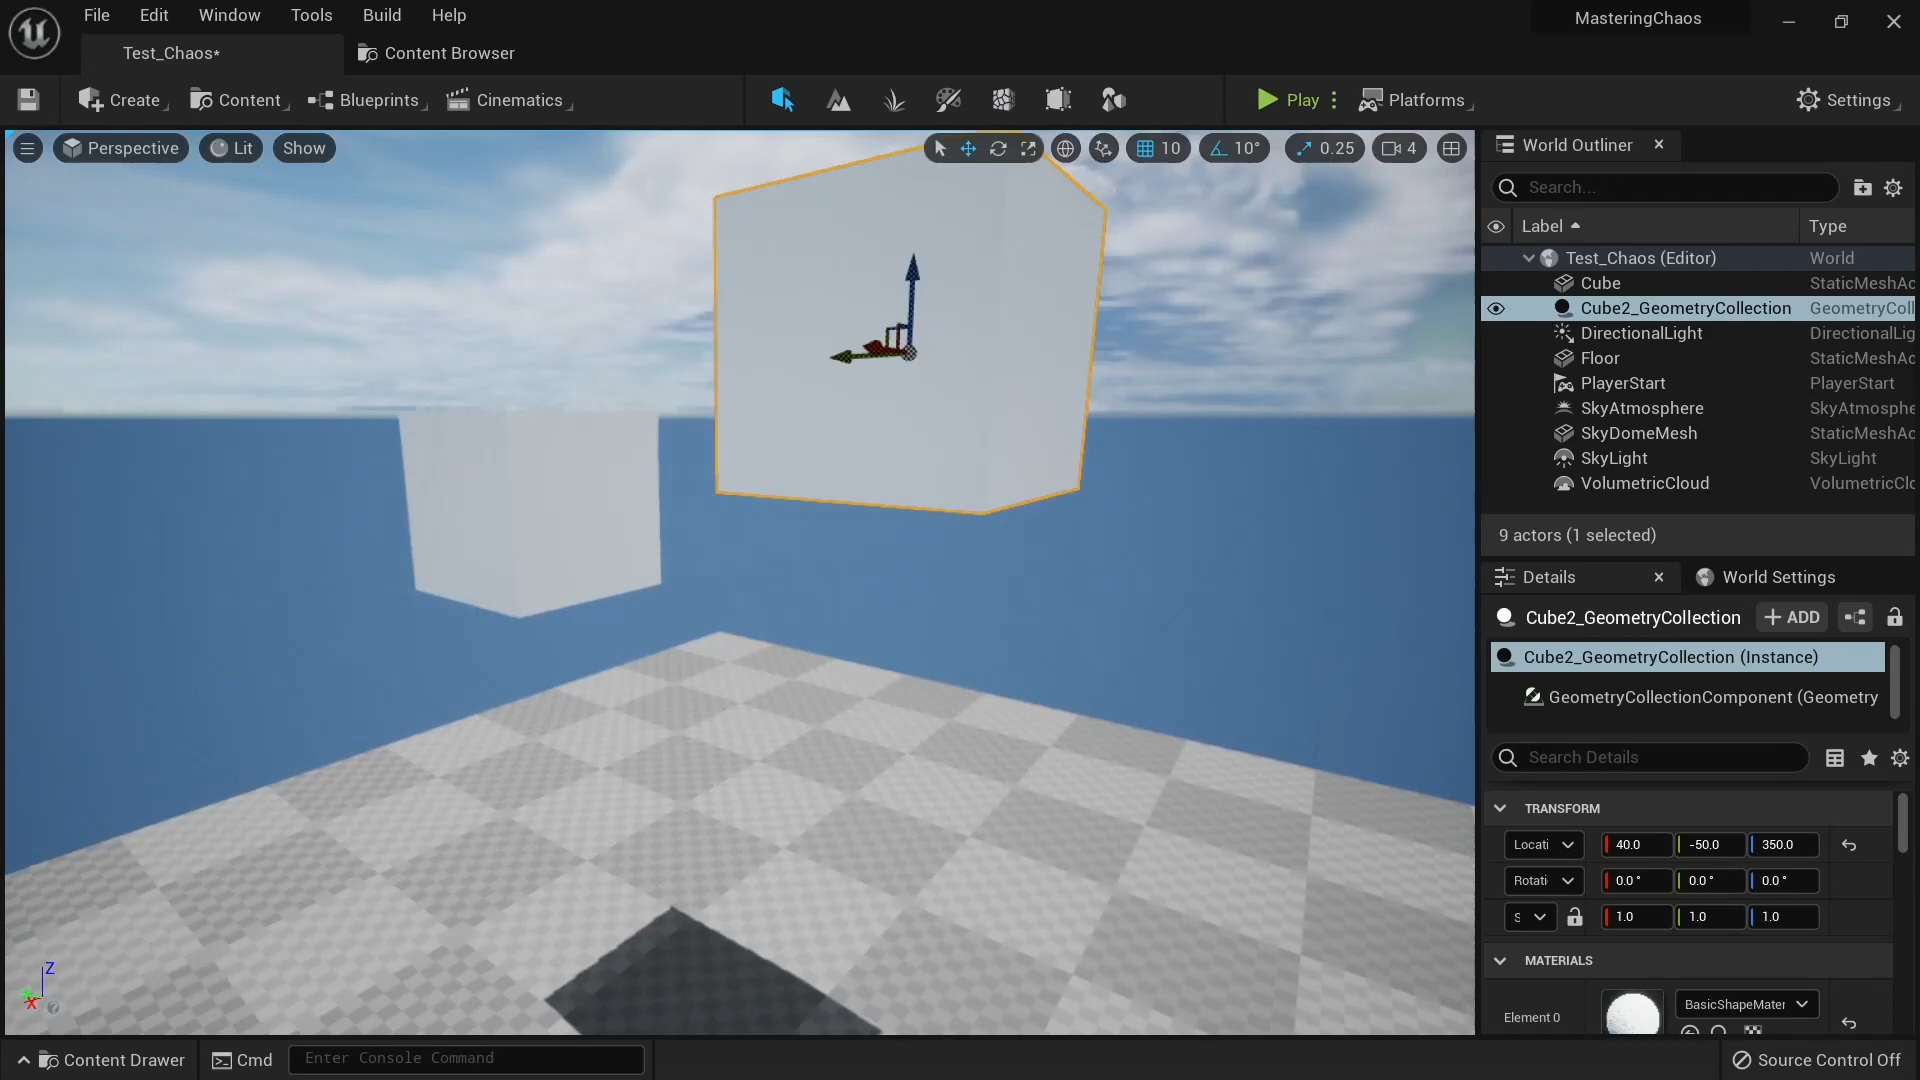 File Edit Window Tools Build Help
MasteringChaos
Test_Chaos*
Content Browser
Create Content Blueprints Cinematics
Play Platforms Settings
Perspective Lit Show
10 10° 0.25 4
World Outliner
Search...
Label Type
Test_Chaos (Editor) World
Cube StaticMeshAc
Cube2_GeometryCollection GeometryColl
DirectionalLight DirectionalLig
Floor StaticMeshAc
PlayerStart PlayerStart
SkyAtmosphere SkyAtmosphe
SkyDomeMesh StaticMeshAc
SkyLight SkyLight
VolumetricCloud VolumetricClo
9 actors (1 selected)
Details World Settings
Cube2_GeometryCollection + ADD
Cube2_GeometryCollection (Instance)
GeometryCollectionComponent (Geometry
Search Details
TRANSFORM
Locati 40.0 -50.0 350.0
Rotati 0.0 ° 0.0 ° 0.0 °
S 1.0 1.0 1.0
MATERIALS
BasicShapeMater
Element 0
Z
X
Content Drawer Cmd Enter Console Command Source Control Off